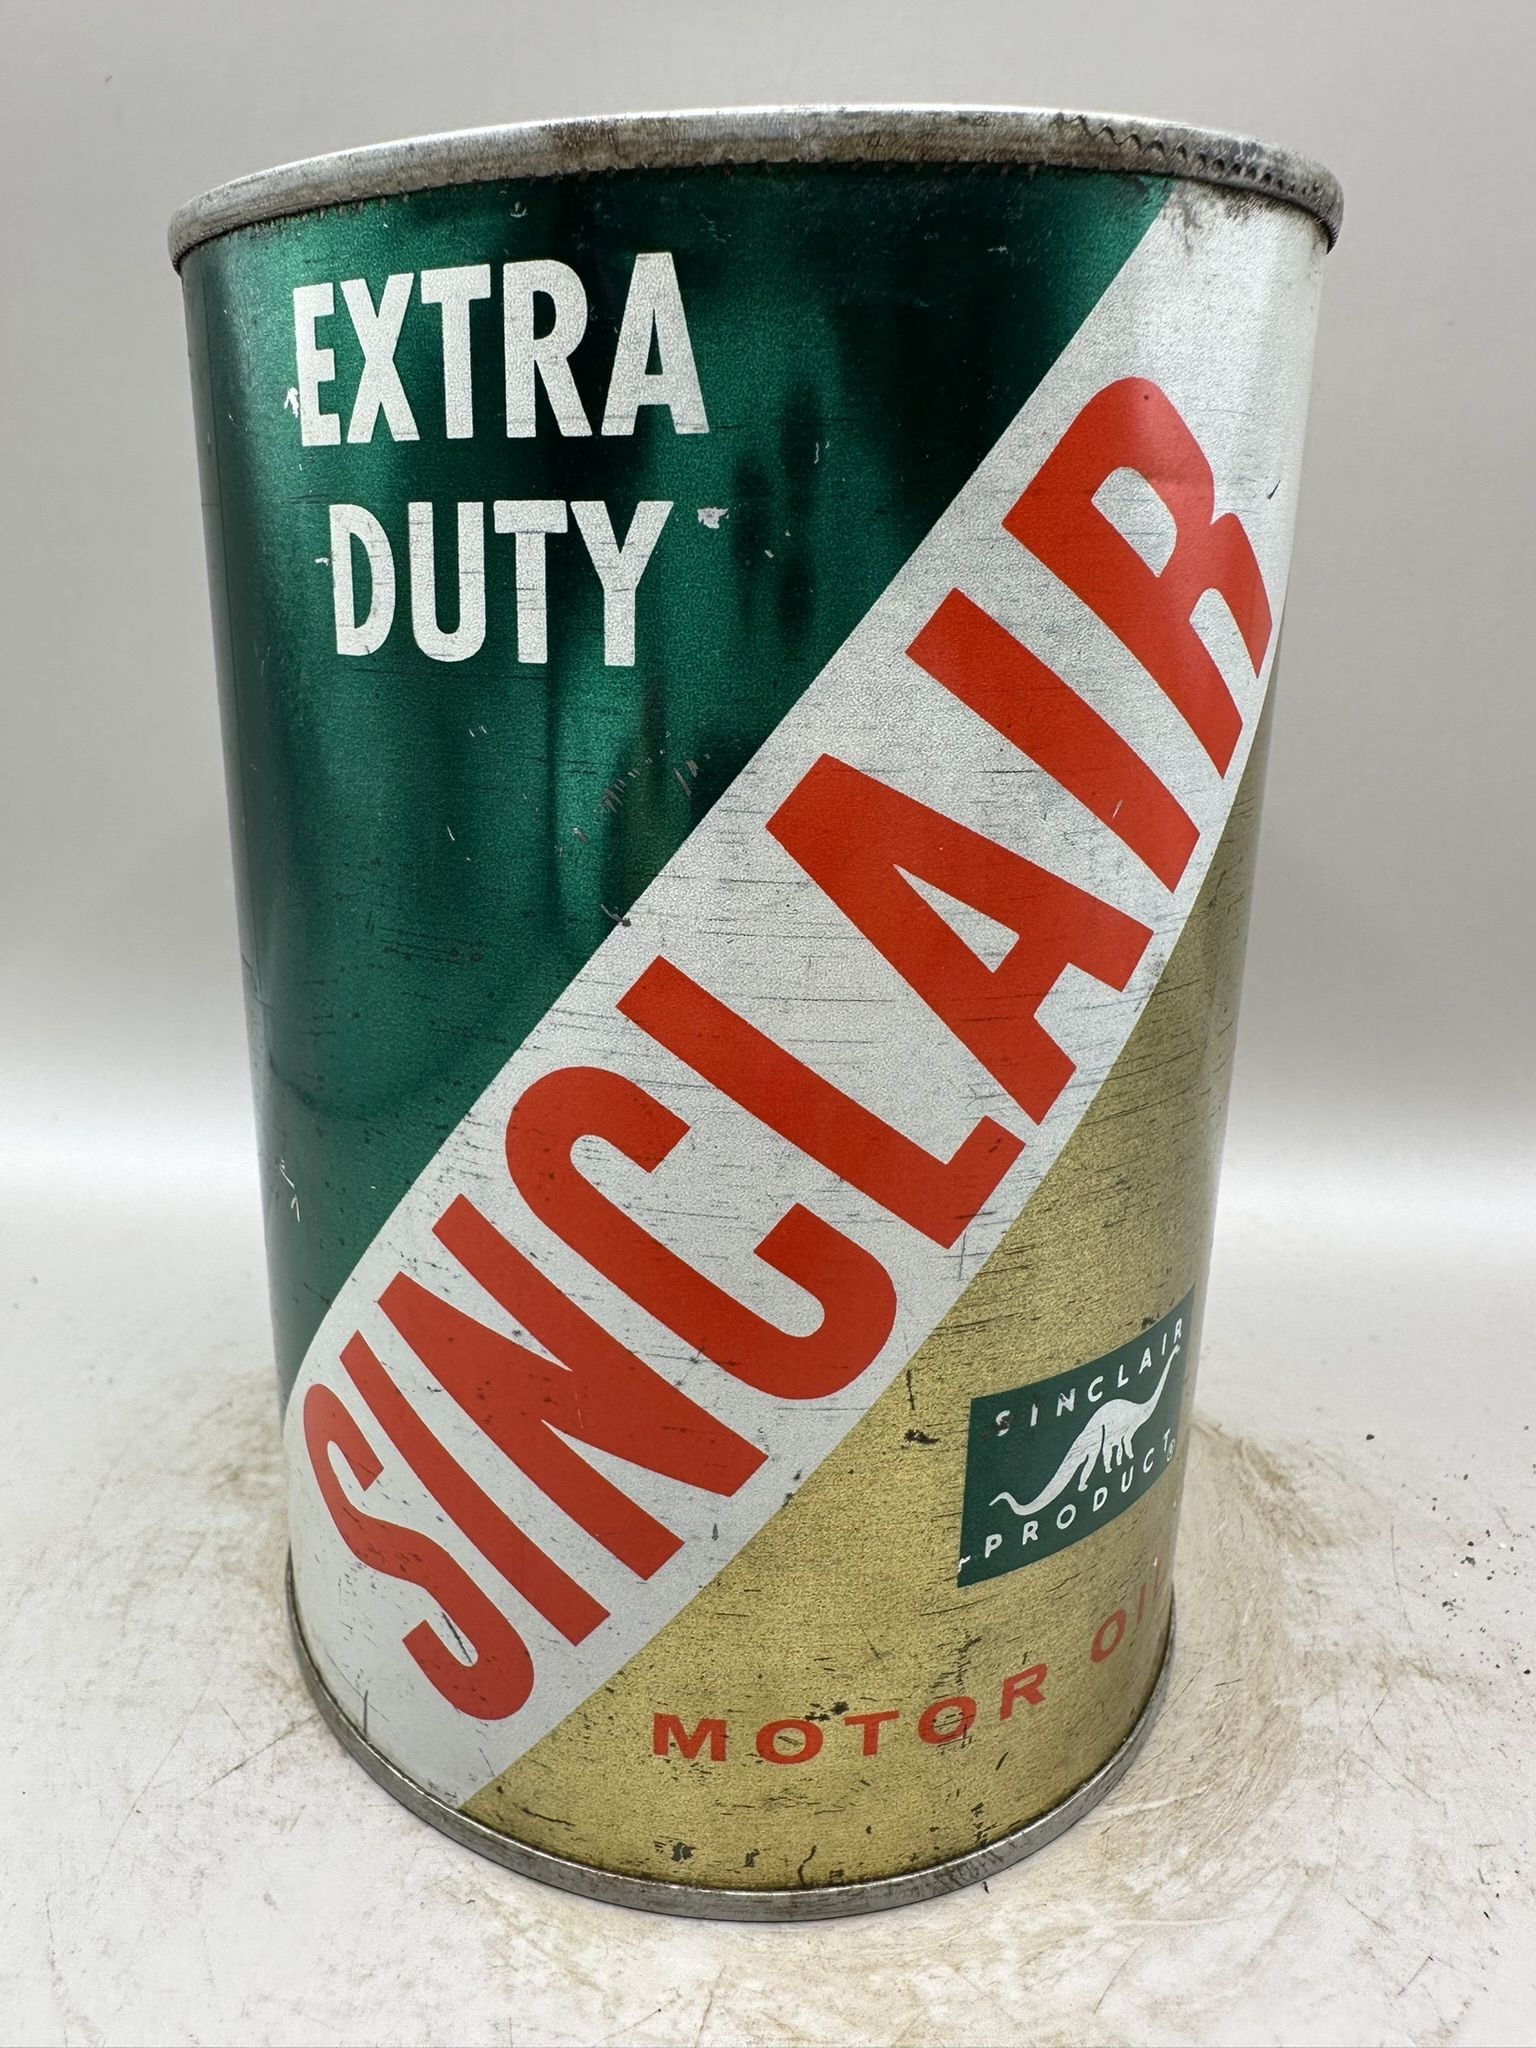 EXTRA
DUTY
SINCLAIR
SINCLAIR
PRODUCT®
MOTOR OIL